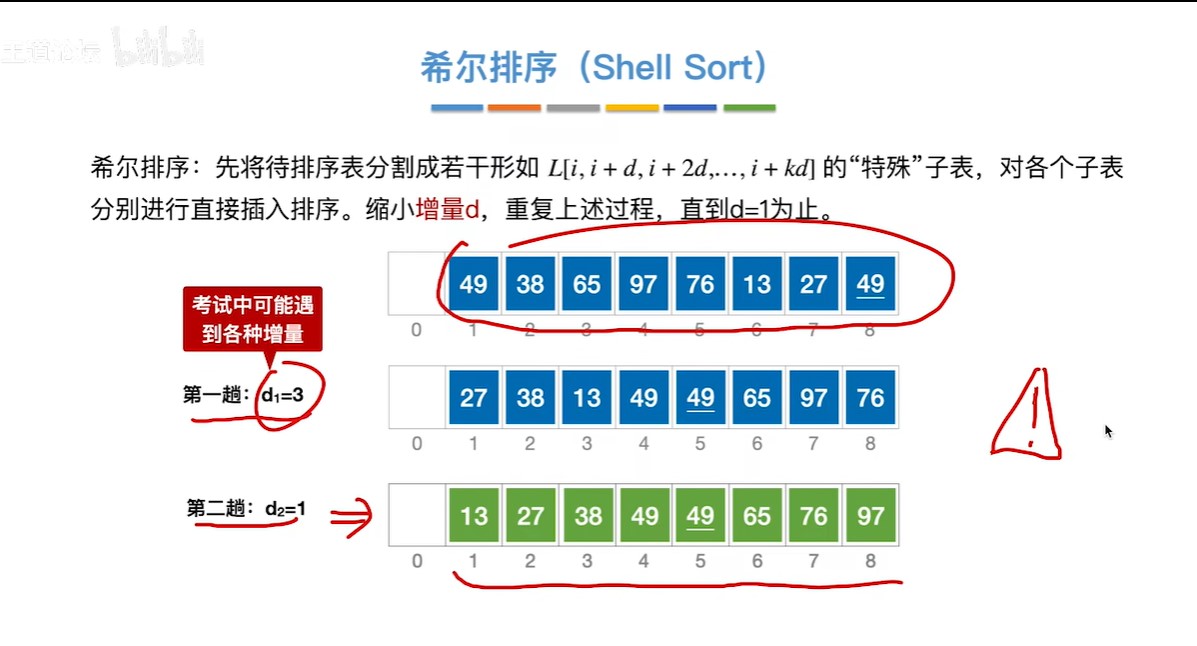 王道论坛 bilibili
希尔排序（Shell Sort）
希尔排序：先将待排序表分割成若干形如 L[i, i + d, i + 2d,…, i + kd] 的“特殊”子表，对各个子表
分别进行直接插入排序。缩小增量d，重复上述过程，直到d=1为止。
49 38 65 97 76 13 27 49
0 1 2 3 4 5 6 7 8
考试中可能遇
到各种增量
第一趟：d₁=3
27 38 13 49 49 65 97 76
0 1 2 3 4 5 6 7 8
第二趟：d₂=1
13 27 38 49 49 65 76 97
0 1 2 3 4 5 6 7 8